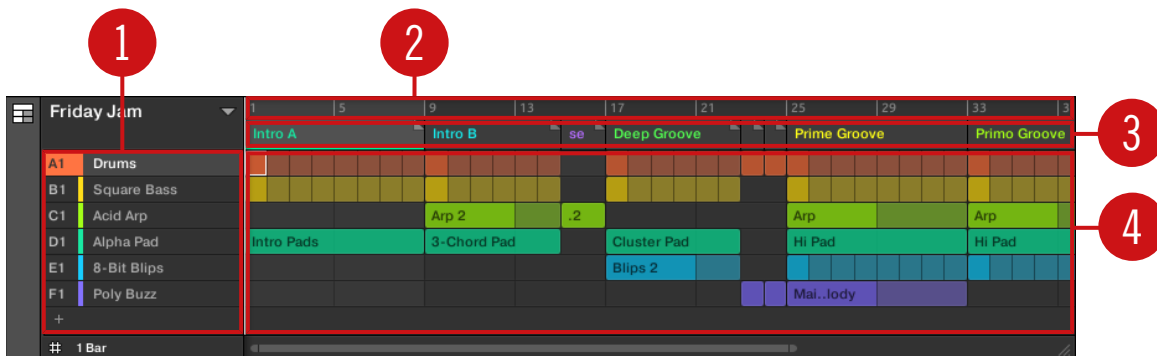 1
2
3
4
Friday Jam
1 5 9 13 17 21 25 29 33 3
Intro A Intro B se Deep Groove Prime Groove Primo Groove
A1 Drums
B1 Square Bass
C1 Acid Arp Arp 2 .2 Arp Arp
D1 Alpha Pad Intro Pads 3-Chord Pad Cluster Pad Hi Pad Hi Pad
E1 8-Bit Blips Blips 2
F1 Poly Buzz Mai..lody
+
1 Bar